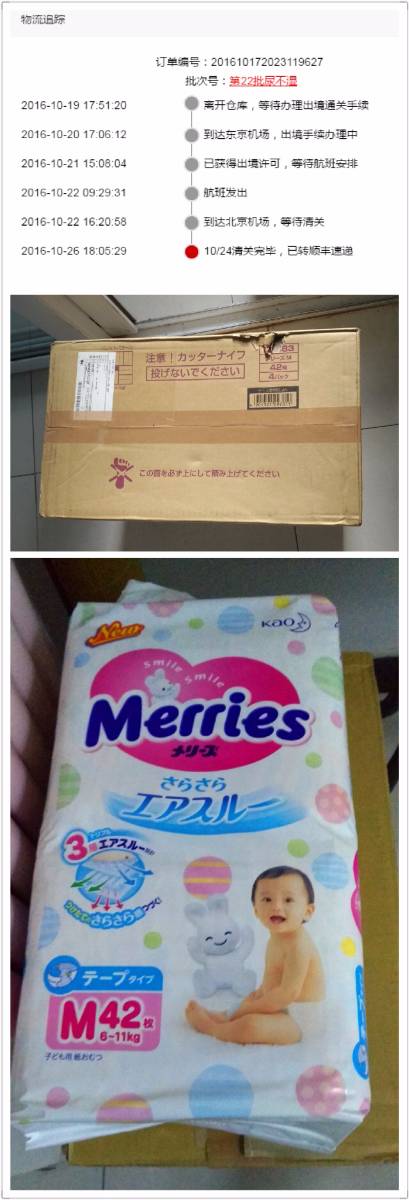 物流追踪
订单编号：201610172023119627
批次号：第22批尿不湿
2016-10-19 17:51:20 离开仓库，等待办理出境通关手续
2016-10-20 17:06:12 到达东京机场，出境手续办理中
2016-10-21 15:08:04 已获得出境许可，等待航班安排
2016-10-22 09:29:31 航班发出
2016-10-22 16:20:58 到达北京机场，等待清关
2016-10-26 18:05:29 10/24清关完毕，已转顺丰速递
注意！カッターナイフ
投げないでください
83
42枚
4パック
この面を必ず上にして積み上げてください
New
Kao
Smile Smile
Merries
メリーズ
さらさら
エアスルー
3層エアスルー
さらさら
テープタイプ
M42枚
6-11kg
子ども用 紙おむつ